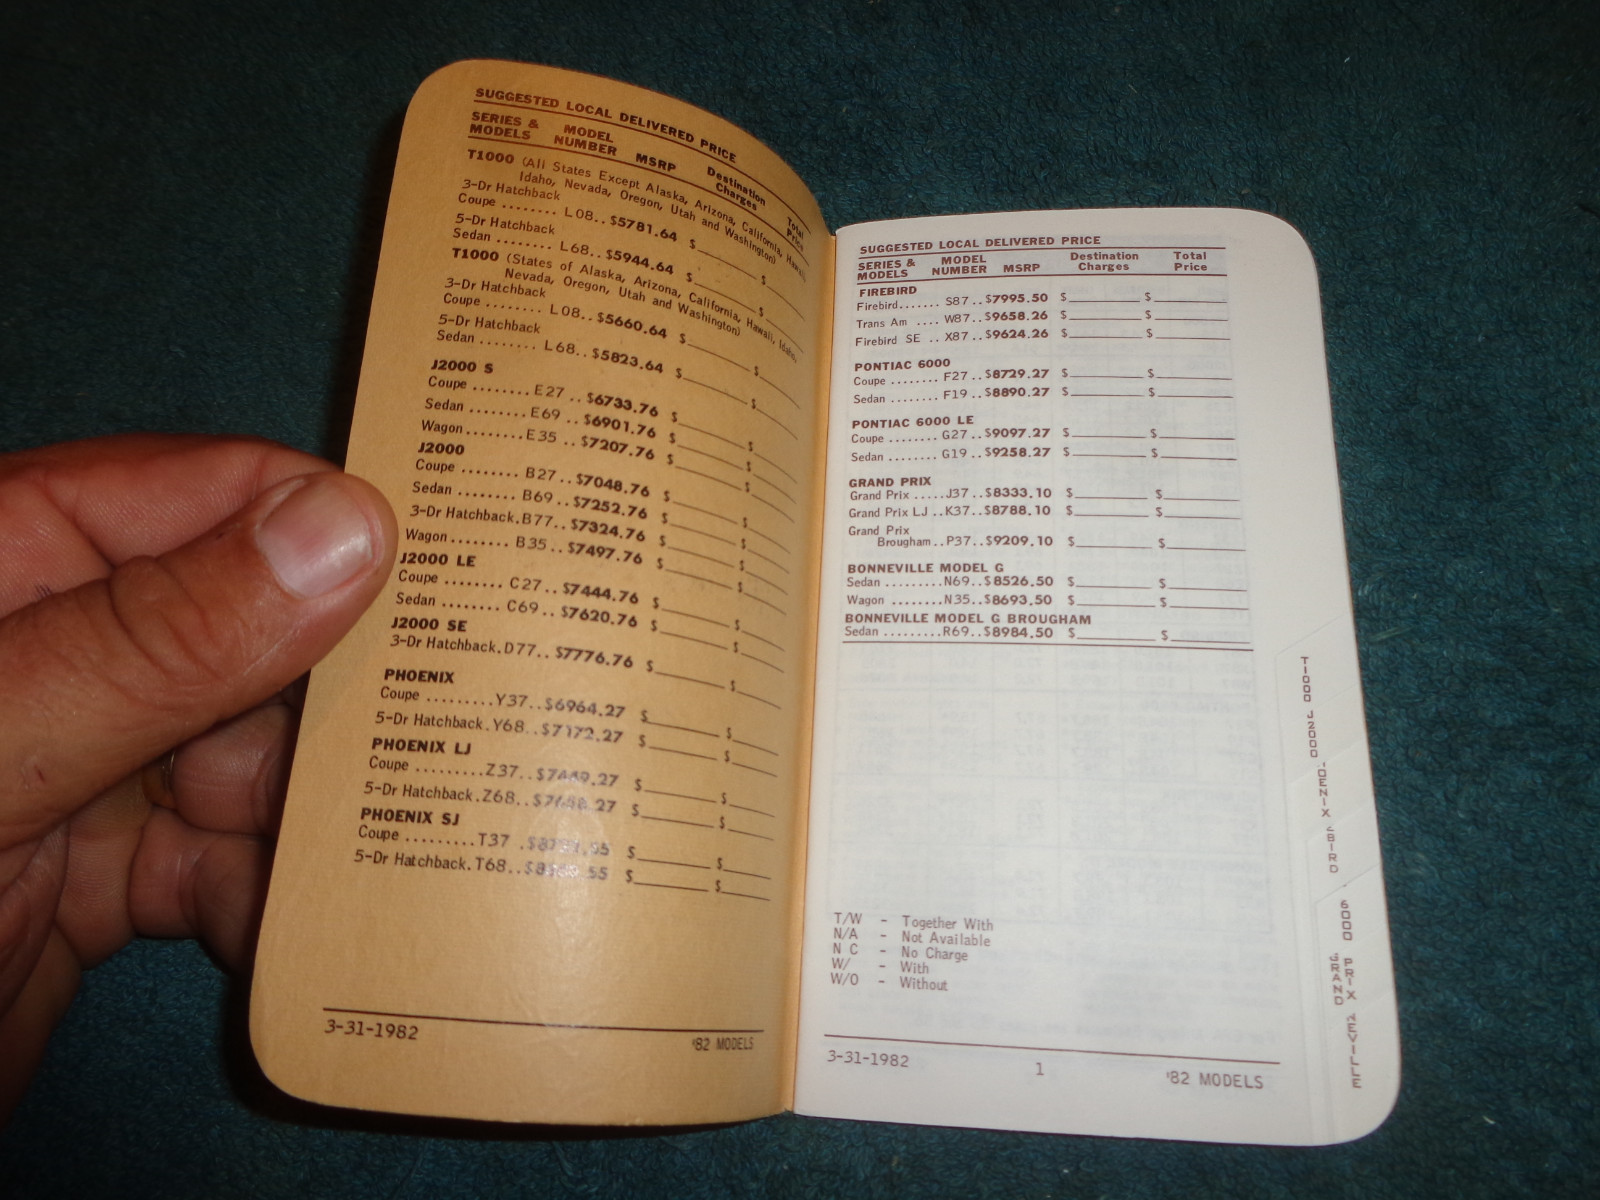 SUGGESTED LOCAL DELIVERED PRICE
SERIES & MODELS MODEL NUMBER MSRP Destination Charges Total Price
T1000 (All States Except Alaska, Arizona, California, Hawaii,
Idaho, Nevada, Oregon, Utah and Washington)
3-Dr Hatchback
Coupe ........ L08..$5781.64 $ $
5-Dr Hatchback
Sedan ........ L68..$5944.64 $ $
T1000 (States of Alaska, Arizona, California, Hawaii, Idaho,
Nevada, Oregon, Utah and Washington)
3-Dr Hatchback
Coupe ........ L08..$5660.64 $ $
5-Dr Hatchback
Sedan ........ L68..$5823.64 $ $
J2000 S
Coupe ........ E27..$6733.76 $ $
Sedan ........ E69..$6901.76 $ $
Wagon ........ E35..$7207.76 $ $
J2000
Coupe ........ B27..$7048.76 $ $
Sedan ........ B69..$7252.76 $ $
3-Dr Hatchback.B77..$7324.76 $ $
Wagon ........ B35..$7497.76 $ $
J2000 LE
Coupe ........ C27..$7444.76 $ $
Sedan ........ C69..$7620.76 $ $
J2000 SE
3-Dr Hatchback.D77..$7776.76 $ $
PHOENIX
Coupe .........Y37..$6964.27 $ $
5-Dr Hatchback.Y68..$7172.27 $ $
PHOENIX LJ
Coupe .........Z37.. $ $
5-Dr Hatchback.Z68.. $ $
PHOENIX SJ
Coupe .........T37 . $ $
5-Dr Hatchback.T68.. $ $
3-31-1982 '82 MODELS
SUGGESTED LOCAL DELIVERED PRICE
SERIES & MODELS MODEL NUMBER MSRP Destination Charges Total Price
FIREBIRD
Firebird....... S87..$7995.50 $ $
Trans Am .... W87..$9658.26 $ $
Firebird SE .. X87..$9624.26 $ $
PONTIAC 6000
Coupe ........ F27..$8729.27 $ $
Sedan ........ F19..$8890.27 $ $
PONTIAC 6000 LE
Coupe ........ G27..$9097.27 $ $
Sedan ........ G19..$9258.27 $ $
GRAND PRIX
Grand Prix .....J37..$8333.10 $ $
Grand Prix LJ ..K37..$8788.10 $ $
Grand Prix
Brougham..P37..$9209.10 $ $
BONNEVILLE MODEL G
Sedan .........N69..$8526.50 $ $
Wagon ........N35..$8693.50 $ $
BONNEVILLE MODEL G BROUGHAM
Sedan .........R69..$8984.50 $ $
T/W - Together With
N/A - Not Available
N C - No Charge
W/ - With
W/O - Without
3-31-1982 1 '82 MODELS
T1000
J2000
6000
GRAND PRIX